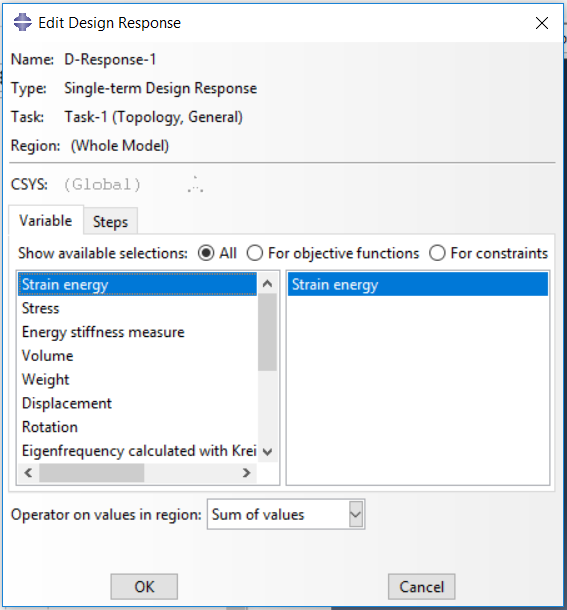 Edit Design Response
Name: D-Response-1
Type: Single-term Design Response
Task: Task-1 (Topology, General)
Region: (Whole Model)
CSYS: (Global)
Variable Steps
Show available selections: All For objective functions For constraints
Strain energy
Stress
Energy stiffness measure
Volume
Weight
Displacement
Rotation
Eigenfrequency calculated with Krei
Strain energy
Operator on values in region: Sum of values
OK Cancel